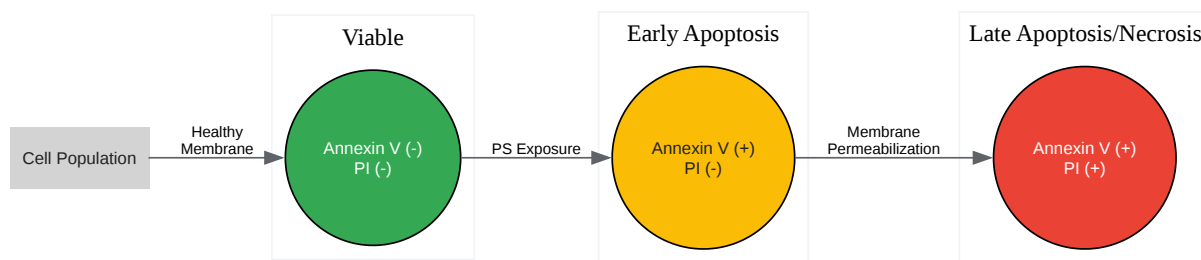 Viable
Early Apoptosis
Late Apoptosis/Necrosis
Cell Population
Healthy
Membrane
Annexin V (-)
PI (-)
PS Exposure
Annexin V (+)
PI (-)
Membrane
Permeabilization
Annexin V (+)
PI (+)